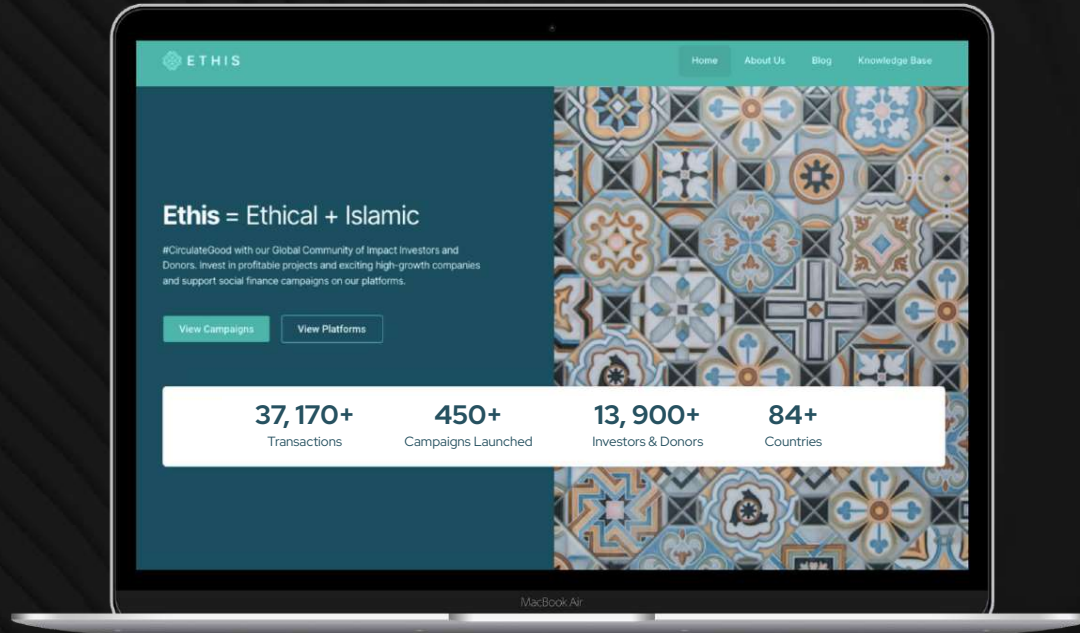 ETHIS
Home About Us Blog Knowledge Base
Ethis = Ethical + Islamic
#CirculateGood with our Global Community of Impact Investors and
Donors. Invest in profitable projects and exciting high-growth companies
and support social finance campaigns on our platforms.
View Campaigns View Platforms
37, 170+ 450+ 13, 900+ 84+
Transactions Campaigns Launched Investors & Donors Countries
MacBook Air